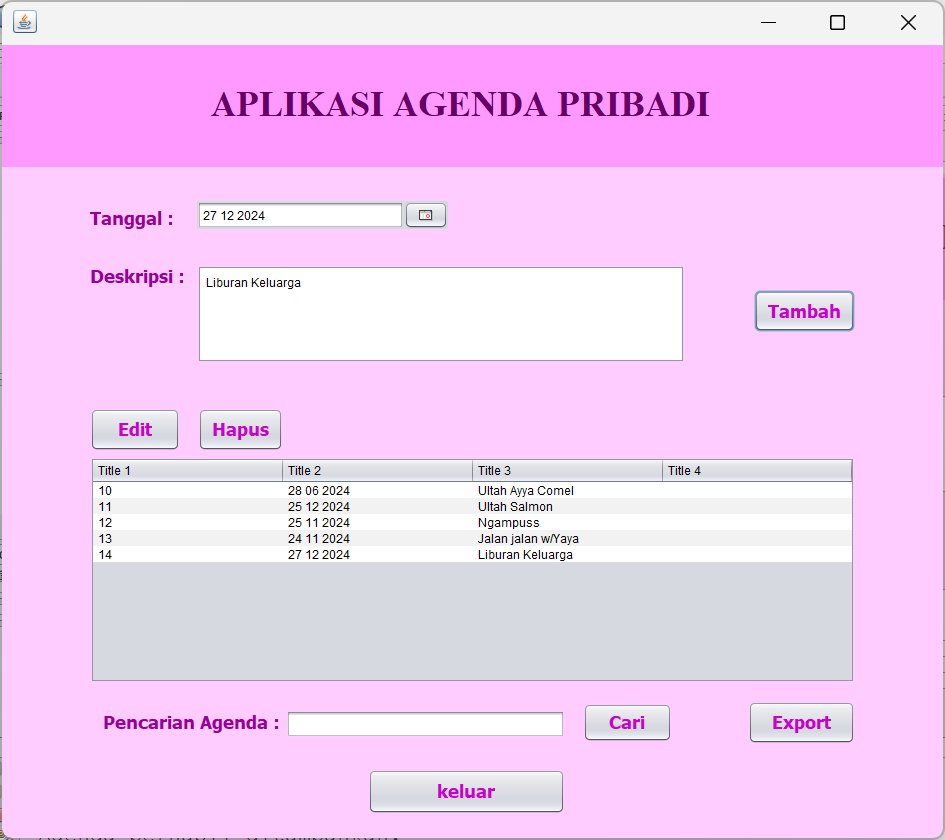 APLIKASI AGENDA PRIBADI
Tanggal : 27 12 2024
Deskripsi : Liburan Keluarga
Tambah
Edit Hapus
Title 1 Title 2 Title 3 Title 4
10 28 06 2024 Ultah Ayya Comel
11 25 12 2024 Ultah Salmon
12 25 11 2024 Ngampuss
13 24 11 2024 Jalan jalan w/Yaya
14 27 12 2024 Liburan Keluarga
Pencarian Agenda : Cari Export
keluar